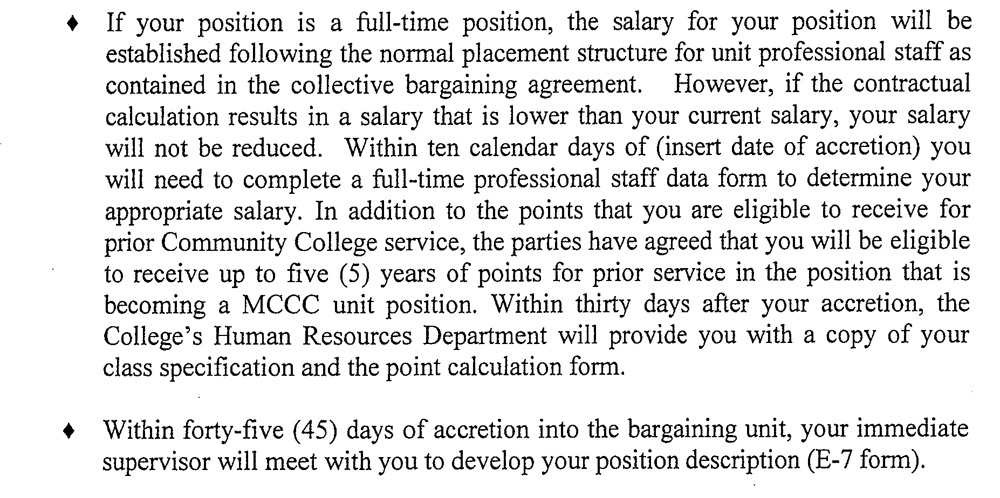 ♦ If your position is a full-time position, the salary for your position will be
established following the normal placement structure for unit professional staff as
contained in the collective bargaining agreement. However, if the contractual
calculation results in a salary that is lower than your current salary, your salary
will not be reduced. Within ten calendar days of (insert date of accretion) you
will need to complete a full-time professional staff data form to determine your
appropriate salary. In addition to the points that you are eligible to receive for
prior Community College service, the parties have agreed that you will be eligible
to receive up to five (5) years of points for prior service in the position that is
becoming a MCCC unit position. Within thirty days after your accretion, the
College’s Human Resources Department will provide you with a copy of your
class specification and the point calculation form.
♦ Within forty-five (45) days of accretion into the bargaining unit, your immediate
supervisor will meet with you to develop your position description (E-7 form).